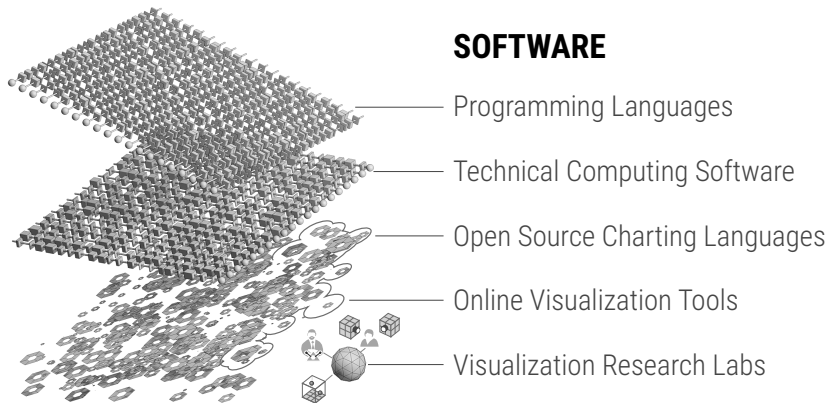 SOFTWARE
Programming Languages
Technical Computing Software
Open Source Charting Languages
Online Visualization Tools
Visualization Research Labs